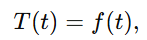 T(t) = f(t),